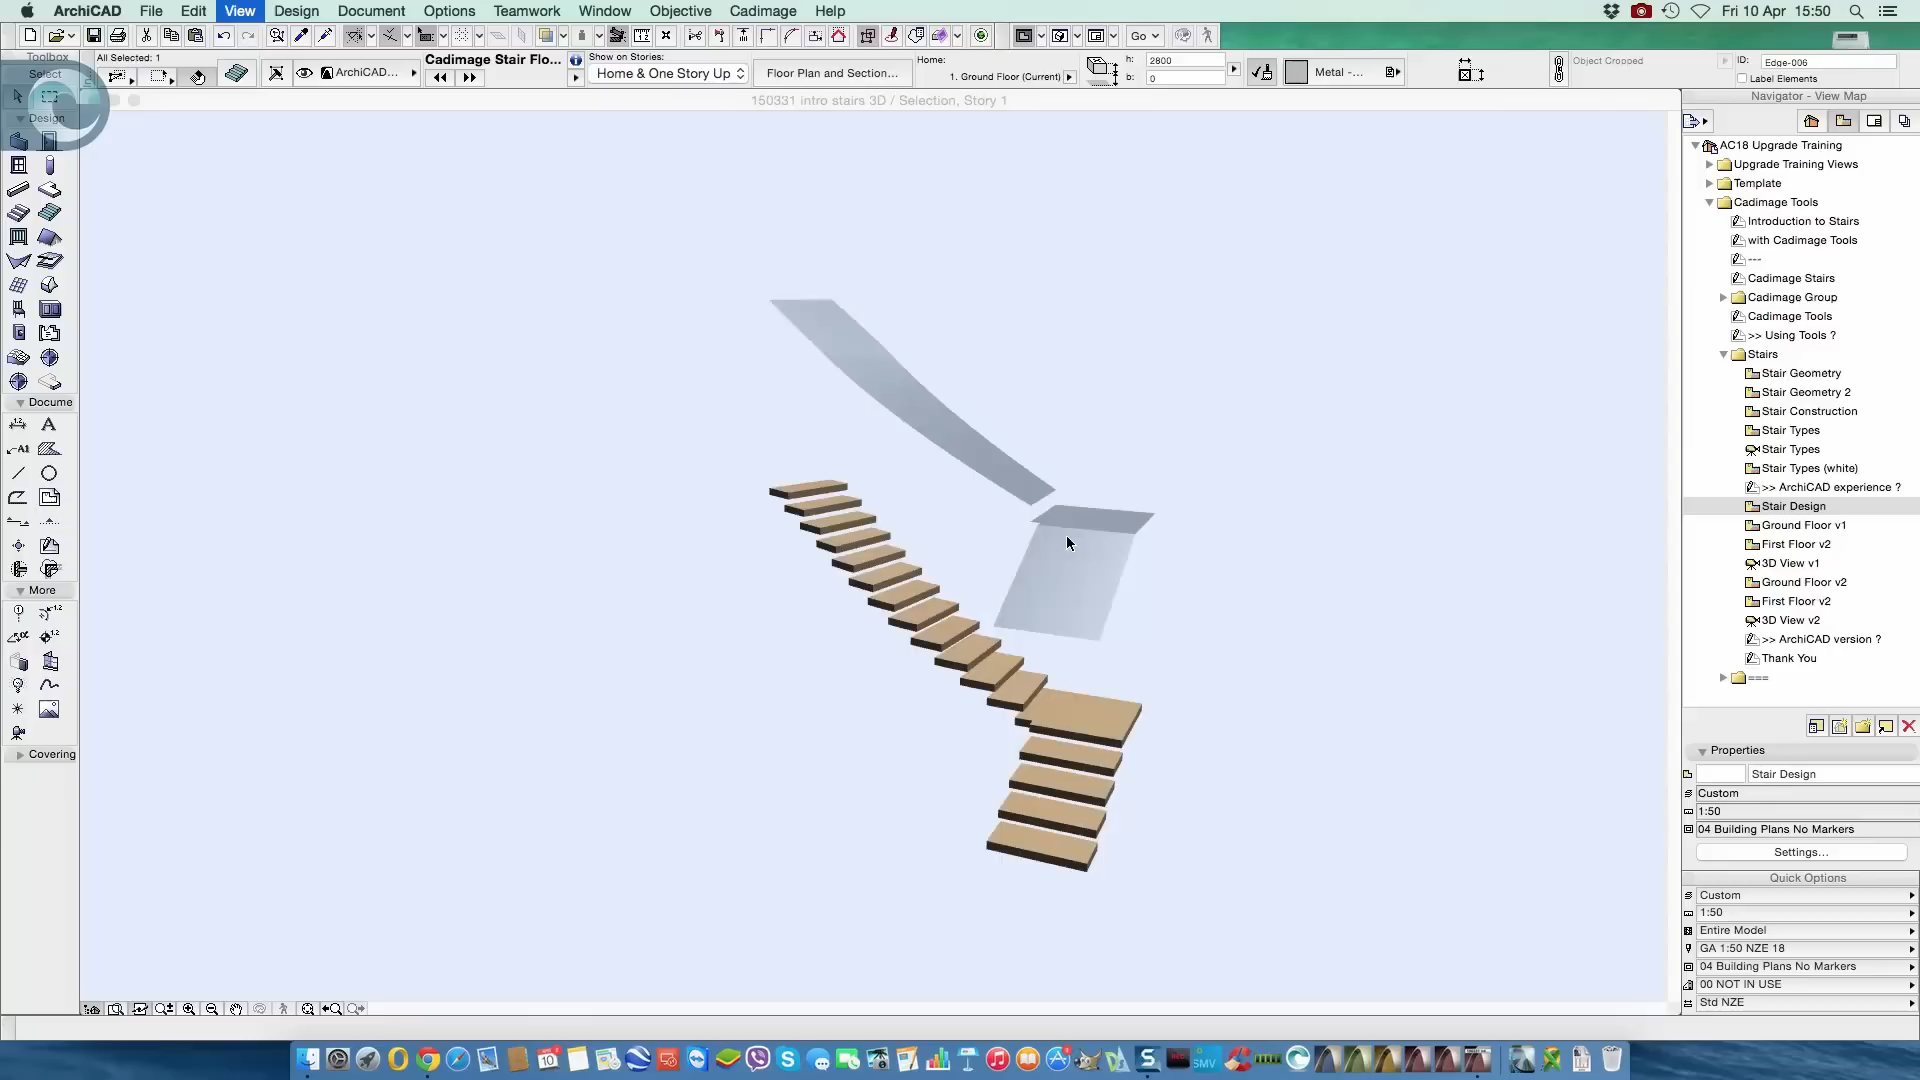 ArchiCAD File Edit View Design Document Options Teamwork Window Options Objective Cadimage Help
Fri 10 Apr 15:50
Go
Toolbox
Select
All Selected: 1
ArchiCAD...
Cadimage Stair Flo...
Show on Stories:
Home & One Story Up
Floor Plan and Section...
Home:
1. Ground Floor (Current)
h: 2800
b: 0
Metal -...
Object Cropped
ID: Edge-006
Label Elements
150331 intro stairs 3D / Selection, Story 1
Design
Docume
More
Covering
Navigator - View Map
AC18 Upgrade Training
Upgrade Training Views
Template
Cadimage Tools
Introduction to Stairs
with Cadimage Tools
---
Cadimage Stairs
Cadimage Group
Cadimage Tools
>> Using Tools ?
Stairs
Stair Geometry
Stair Geometry 2
Stair Construction
Stair Types
Stair Types
Stair Types (white)
>> ArchiCAD experience ?
Stair Design
Ground Floor v1
First Floor v2
3D View v1
Ground Floor v2
First Floor v2
3D View v2
>> ArchiCAD version ?
Thank You
===
Properties
Stair Design
Custom
1:50
04 Building Plans No Markers
Settings...
Quick Options
Custom
1:50
Entire Model
GA 1:50 NZE 18
04 Building Plans No Markers
00 NOT IN USE
Std NZE